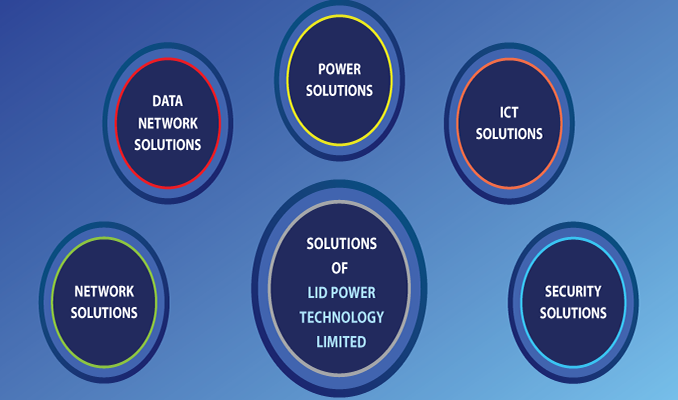 POWER
SOLUTIONS
DATA
NETWORK
SOLUTIONS
ICT
SOLUTIONS
NETWORK
SOLUTIONS
SOLUTIONS
OF
LID POWER
TECHNOLOGY
LIMITED
SECURITY
SOLUTIONS